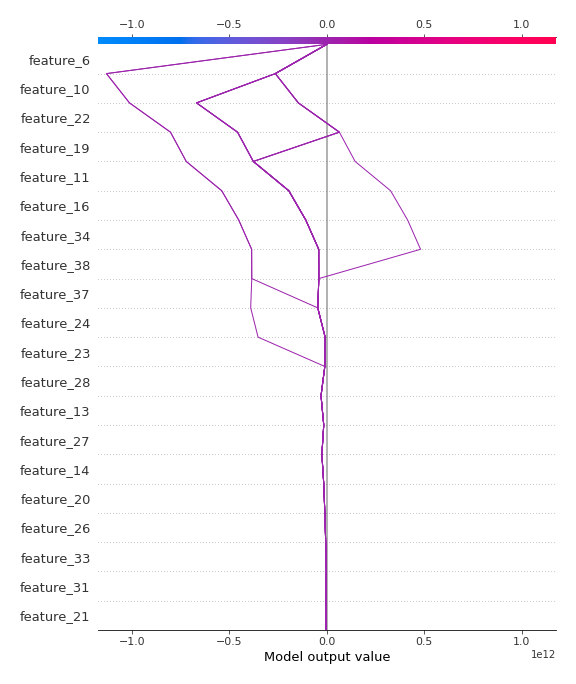 −1.0 −0.5 0.0 0.5 1.0
feature_6
feature_10
feature_22
feature_19
feature_11
feature_16
feature_34
feature_38
feature_37
feature_24
feature_23
feature_28
feature_13
feature_27
feature_14
feature_20
feature_26
feature_33
feature_31
feature_21
−1.0 −0.5 0.0 0.5 1.0
1e12
Model output value